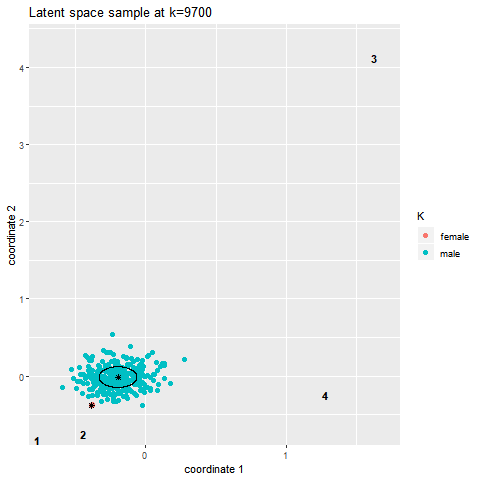 Latent space sample at k=9700
3
4
3
2
1
0
4
1
2
0
1
coordinate 2
coordinate 1
K
female
male